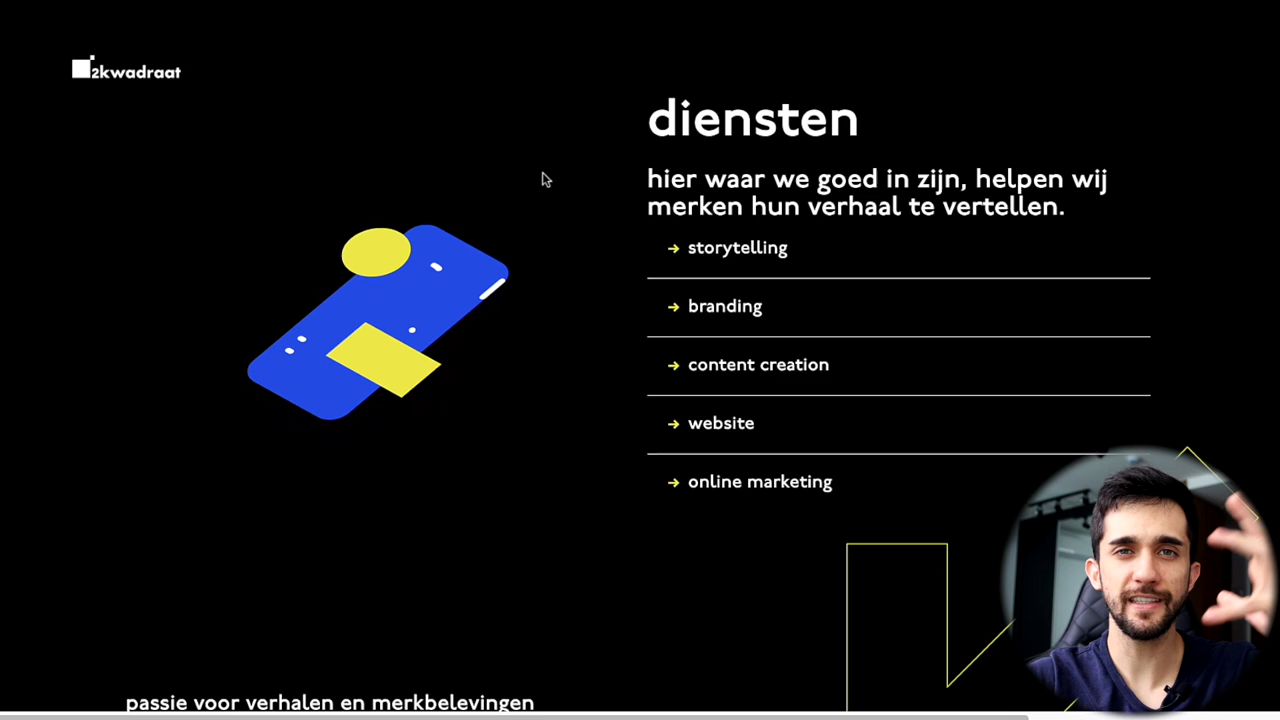 2kwadraat
diensten
hier waar we goed in zijn, helpen wij
merken hun verhaal te vertellen.
→ storytelling
→ branding
→ content creation
→ website
→ online marketing
passie voor verhalen en merkbelevingen